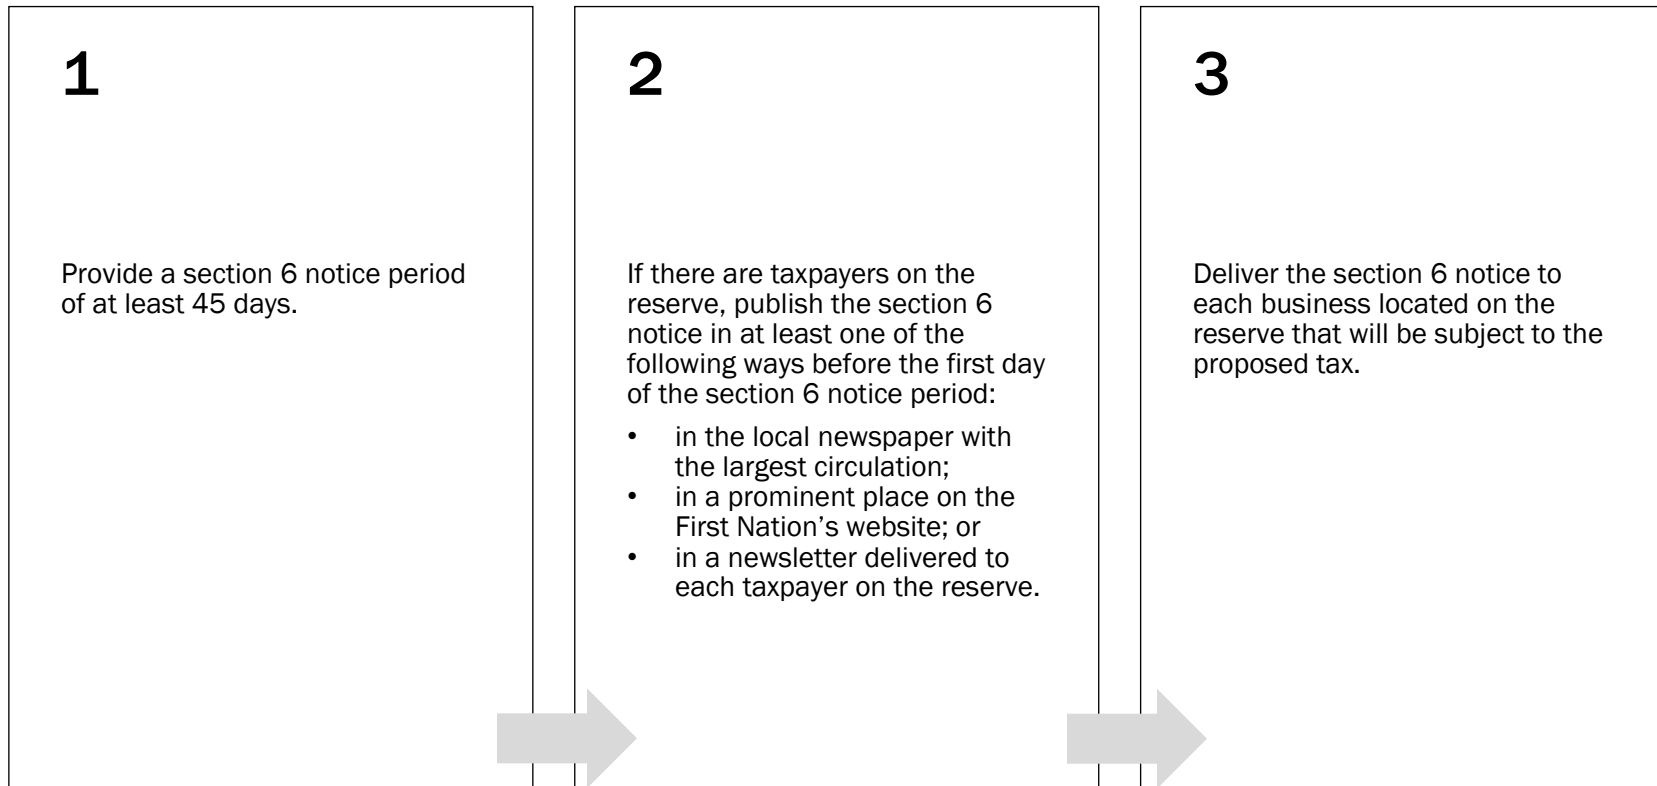 1
Provide a section 6 notice period
of at least 45 days.
2
If there are taxpayers on the
reserve, publish the section 6
notice in at least one of the
following ways before the first day
of the section 6 notice period:
• in the local newspaper with
the largest circulation;
• in a prominent place on the
First Nation’s website; or
• in a newsletter delivered to
each taxpayer on the reserve.
3
Deliver the section 6 notice to
each business located on the
reserve that will be subject to the
proposed tax.